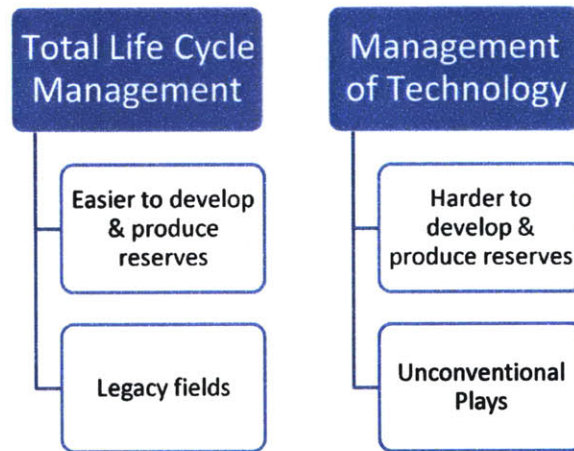 Total Life Cycle
Management
Easier to develop
& produce
reserves
Legacy fields
Management
of Technology
Harder to
develop &
produce reserves
Unconventional
Plays